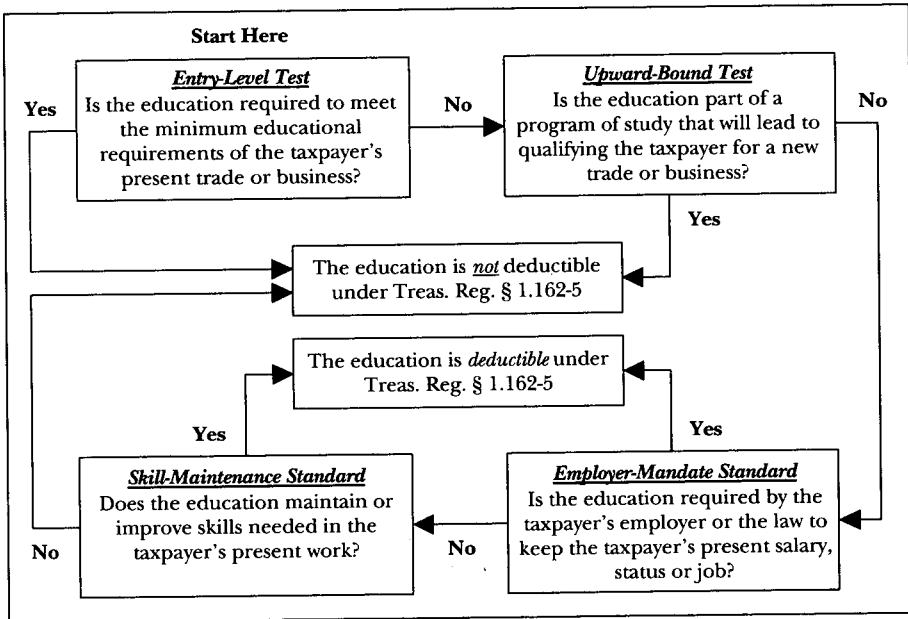 Start Here
Entry-Level Test
Is the education required to meet
the minimum educational
requirements of the taxpayer's
present trade or business?
Yes
No
Upward-Bound Test
Is the education part of a
program of study that will lead to
qualifying the taxpayer for a new
trade or business?
No
Yes
The education is not deductible
under Treas. Reg. § 1.162-5
The education is deductible under
Treas. Reg. § 1.162-5
Yes
Yes
Skill-Maintenance Standard
Does the education maintain or
improve skills needed in the
taxpayer's present work?
No
No
Employer-Mandate Standard
Is the education required by the
taxpayer's employer or the law to
keep the taxpayer's present salary,
status or job?